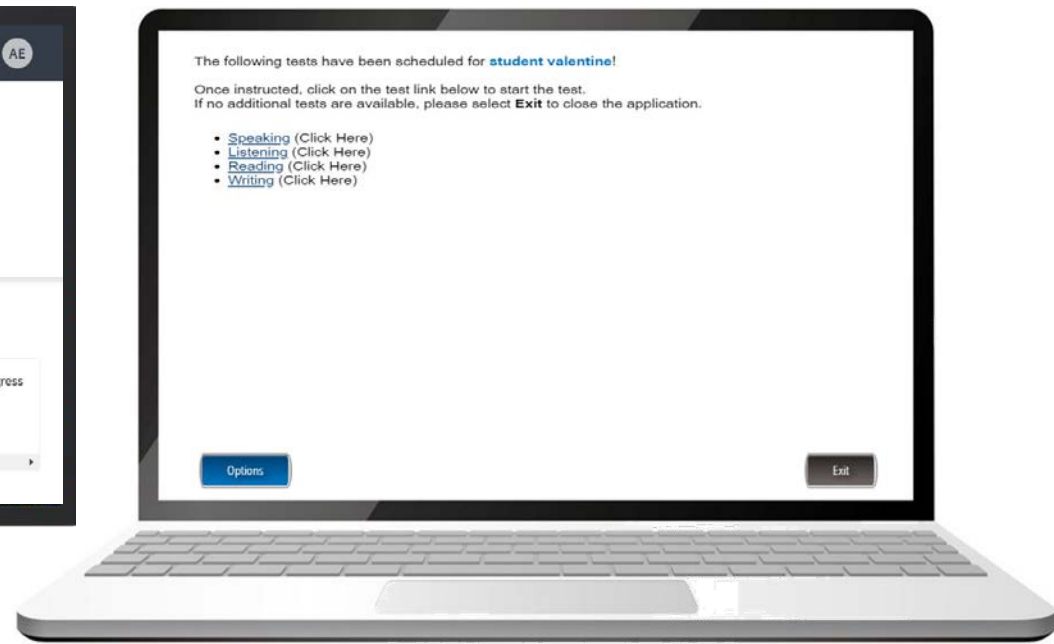 AE
The following tests have been scheduled for student valentine!
Once instructed, click on the test link below to start the test.
If no additional tests are available, please select Exit to close the application.
• Speaking (Click Here)
• Listening (Click Here)
• Reading (Click Here)
• Writing (Click Here)
Options
Exit